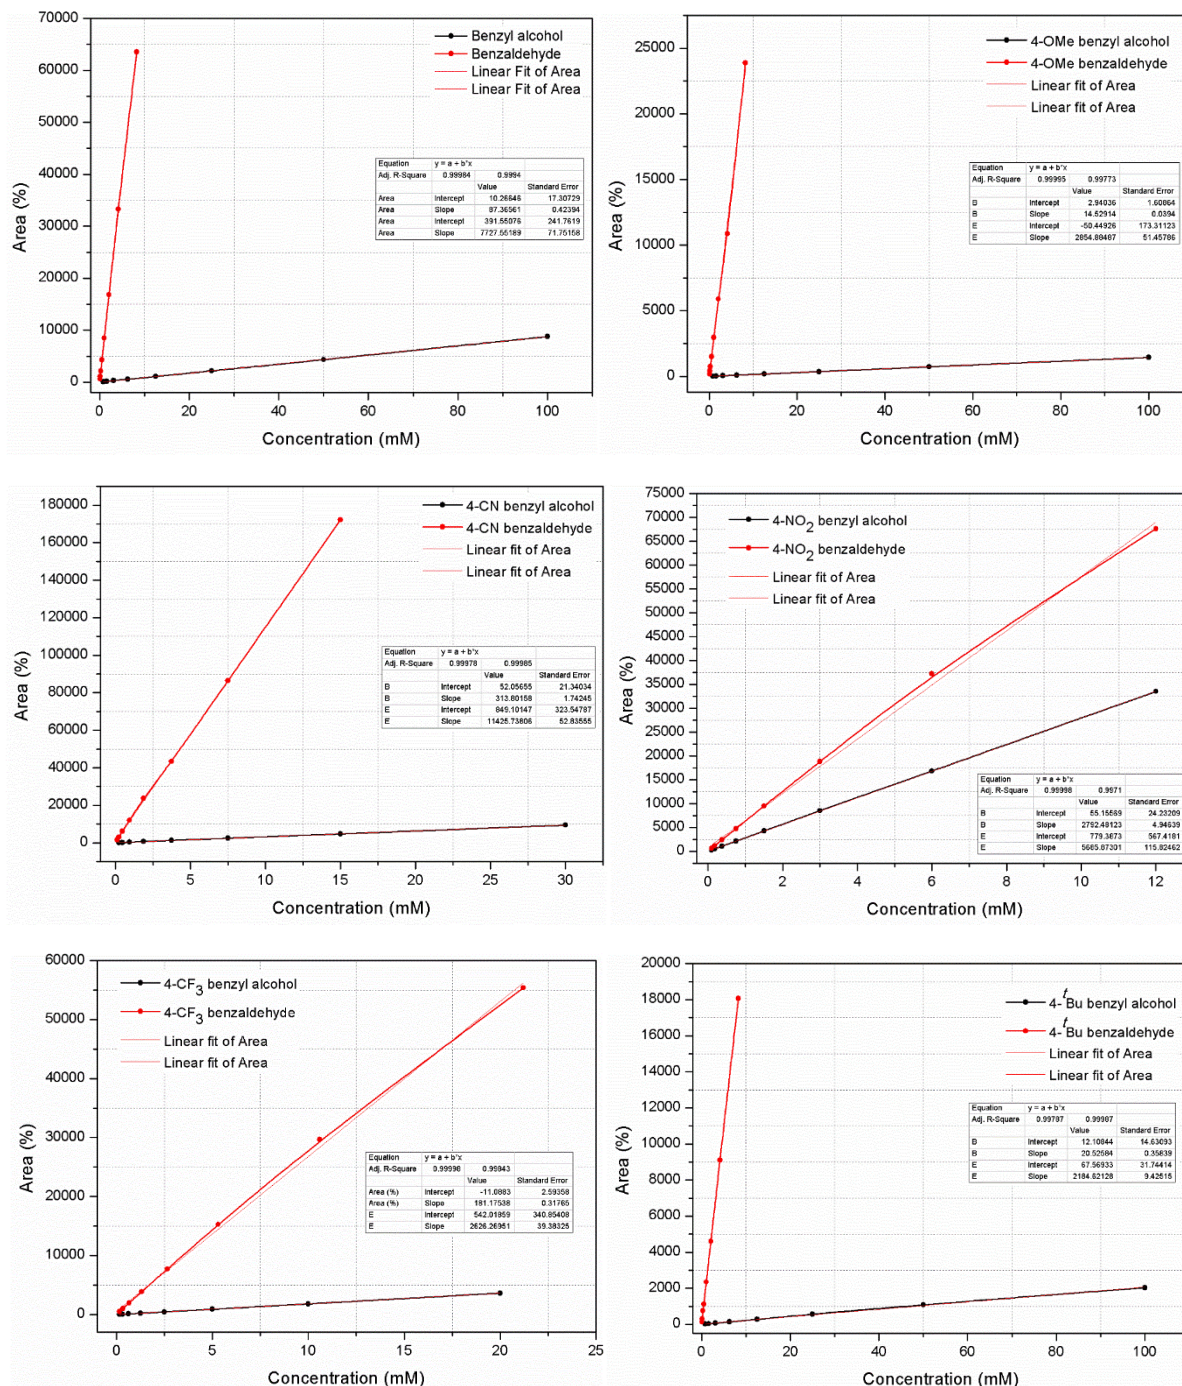 70000
60000
50000
40000
30000
20000
10000
0
Area (%)
Benzyl alcohol
Benzaldehyde
Linear Fit of Area
Linear Fit of Area
Equation y = a + b*x
Adj. R-Square 0.99984 0.9994
Value Standard Error
Area Intercept 10.26646 17.30729
Area Slope 87.36561 0.42394
Area Intercept 391.55076 241.7619
Area Slope 7727.55189 71.75158
0 20 40 60 80 100
Concentration (mM)
25000
20000
15000
10000
5000
0
Area (%)
4-OMe benzyl alcohol
4-OMe benzaldehyde
Linear fit of Area
Linear fit of Area
Equation y = a + b*x
Adj. R-Square 0.99995 0.99773
Value Standard Error
B Intercept 2.94036 1.60864
B Slope 14.52914 0.0394
E Intercept -50.44926 173.31123
E Slope 2854.88487 51.45786
0 20 40 60 80 100
Concentration (mM)
180000
160000
140000
120000
100000
80000
60000
40000
20000
0
Area (%)
4-CN benzyl alcohol
4-CN benzaldehyde
Linear fit of Area
Linear fit of Area
Equation y = a + b*x
Adj. R-Square 0.99978 0.99985
Value Standard Error
B Intercept 52.05655 21.34034
B Slope 313.80158 1.74245
E Intercept 849.10147 323.54787
E Slope 11425.73806 52.83555
0 5 10 15 20 25 30
Concentration (mM)
75000
70000
65000
60000
55000
50000
45000
40000
35000
30000
25000
20000
15000
10000
5000
0
Area (%)
4-NO2 benzyl alcohol
4-NO2 benzaldehyde
Linear fit of Area
Linear fit of Area
Equation y = a + b*x
Adj. R-Square 0.99998 0.9971
Value Standard Error
B Intercept 55.15569 24.23209
B Slope 2792.48123 4.94639
E Intercept 779.3873 567.4181
E Slope 5685.87301 115.82462
0 2 4 6 8 10 12
Concentration (mM)
60000
50000
40000
30000
20000
10000
0
Area (%)
4-CF3 benzyl alcohol
4-CF3 benzaldehyde
Linear fit of Area
Linear fit of Area
Equation y = a + b*x
Adj. R-Square 0.99998 0.99843
Value Standard Error
Area (%) Intercept -11.0883 2.59358
Area (%) Slope 181.17538 0.31765
E Intercept 542.01859 340.85408
E Slope 2626.26951 39.38325
0 5 10 15 20 25
Concentration (mM)
20000
18000
16000
14000
12000
10000
8000
6000
4000
2000
0
Area (%)
4-tBu benzyl alcohol
4-tBu benzaldehyde
Linear fit of Area
Linear fit of Area
Equation y = a + b*x
Adj. R-Square 0.99787 0.99987
Value Standard Error
B Intercept 12.10844 14.63093
B Slope 20.52584 0.35839
E Intercept 67.56933 31.74414
E Slope 2184.62128 9.42515
0 20 40 60 80 100
Concentration (mM)